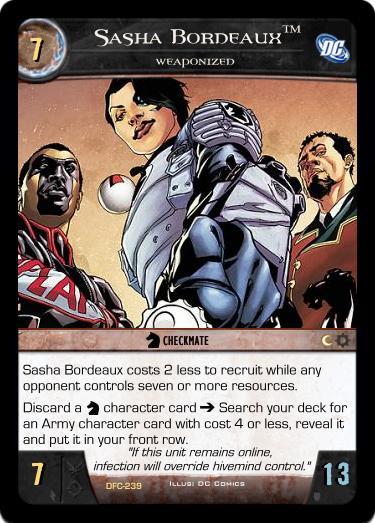 7
SASHA BORDEAUX™
DC
WEAPONIZED
PLAY
CHECKMATE
Sasha Bordeaux costs 2 less to recruit while any
opponent controls seven or more resources.
Discard a character card ➔ Search your deck for
an Army character card with cost 4 or less, reveal it
and put it in your front row.
"If this unit remains online,
infection will override hivemind control."
7
DFC-239
ILLUS: DC COMICS
13